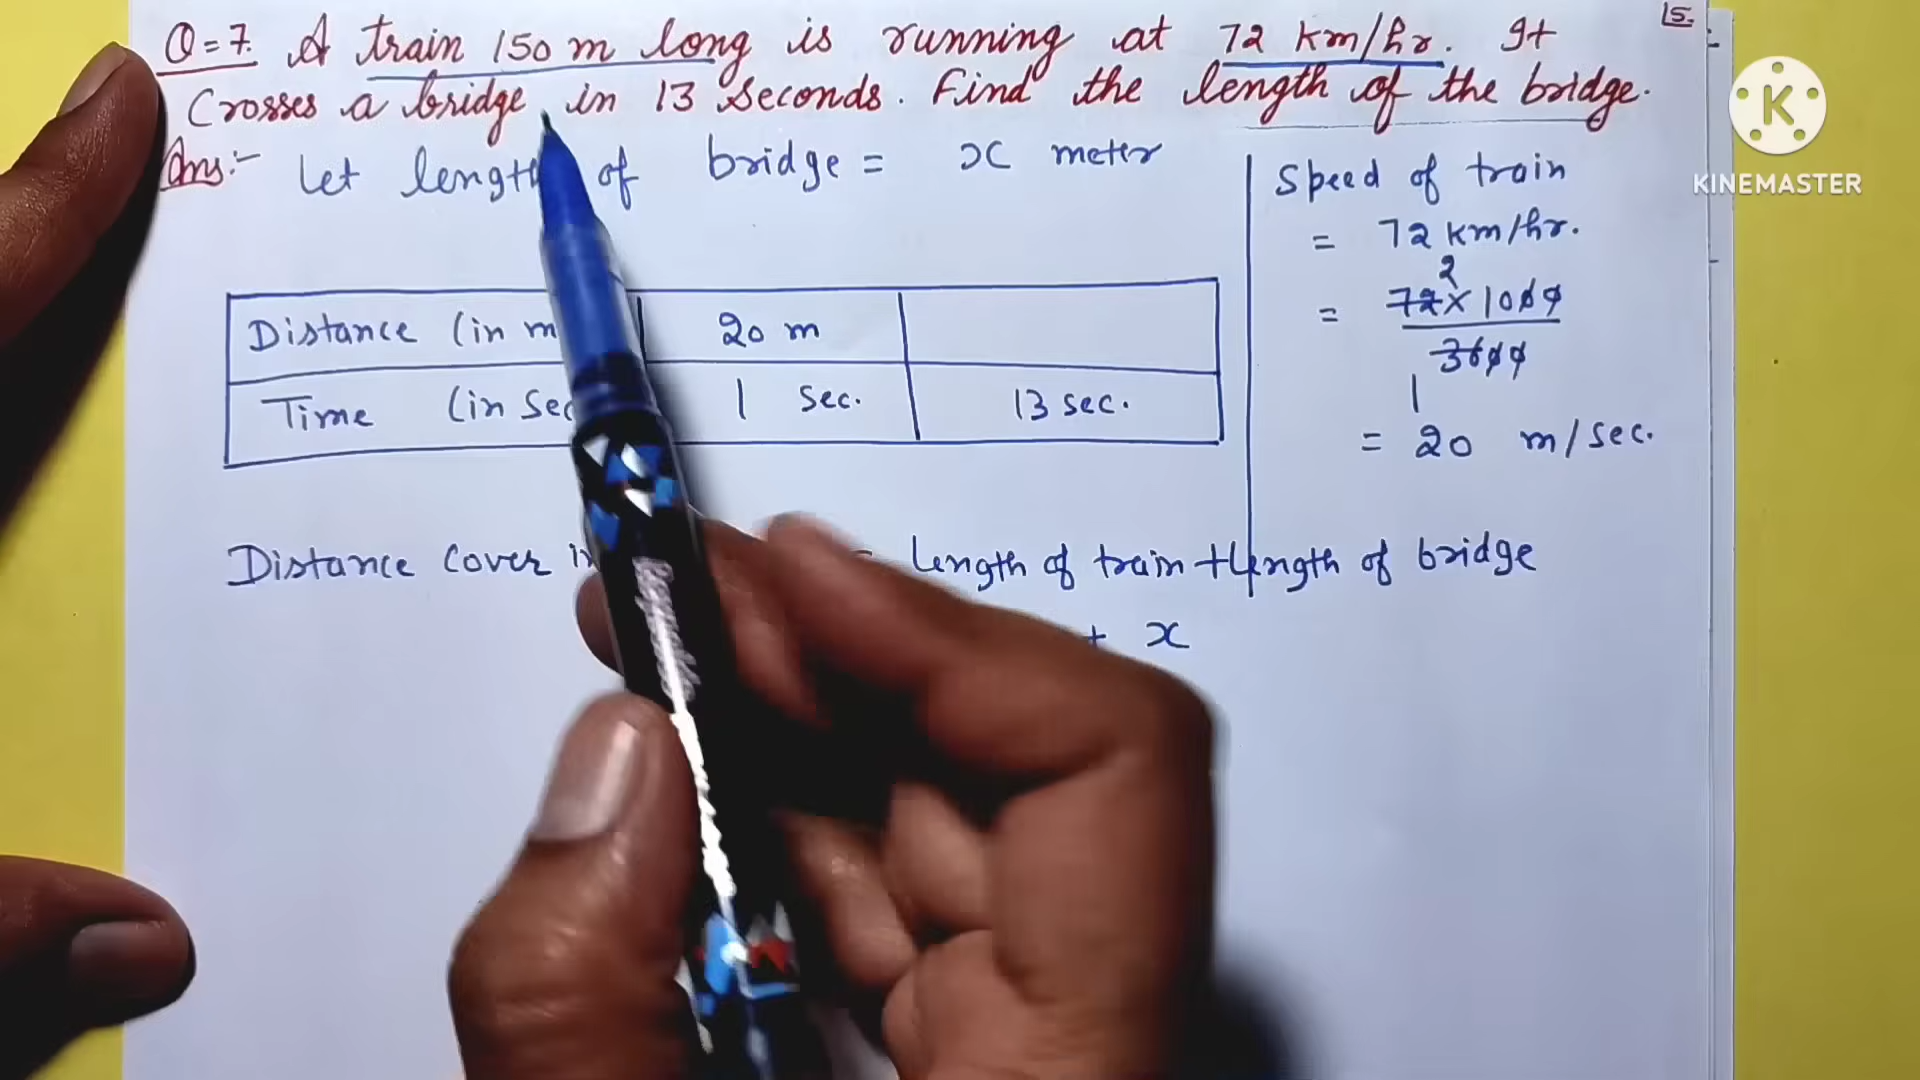 15.
Q=7. A train 150 m long is running at 72 km/hr. It
Crosses a bridge in 13 seconds. Find the length of the bridge.
Ans:- Let length of bridge = x meter
Speed of train
= 72 km/hr.
2
= 72 x 1000
3600
1
= 20 m/sec.
Distance (in m 20 m
Time (in Sec 1 Sec. 13 sec.
Distance cover in length of train + length of bridge
+ x
K
KINEMASTER